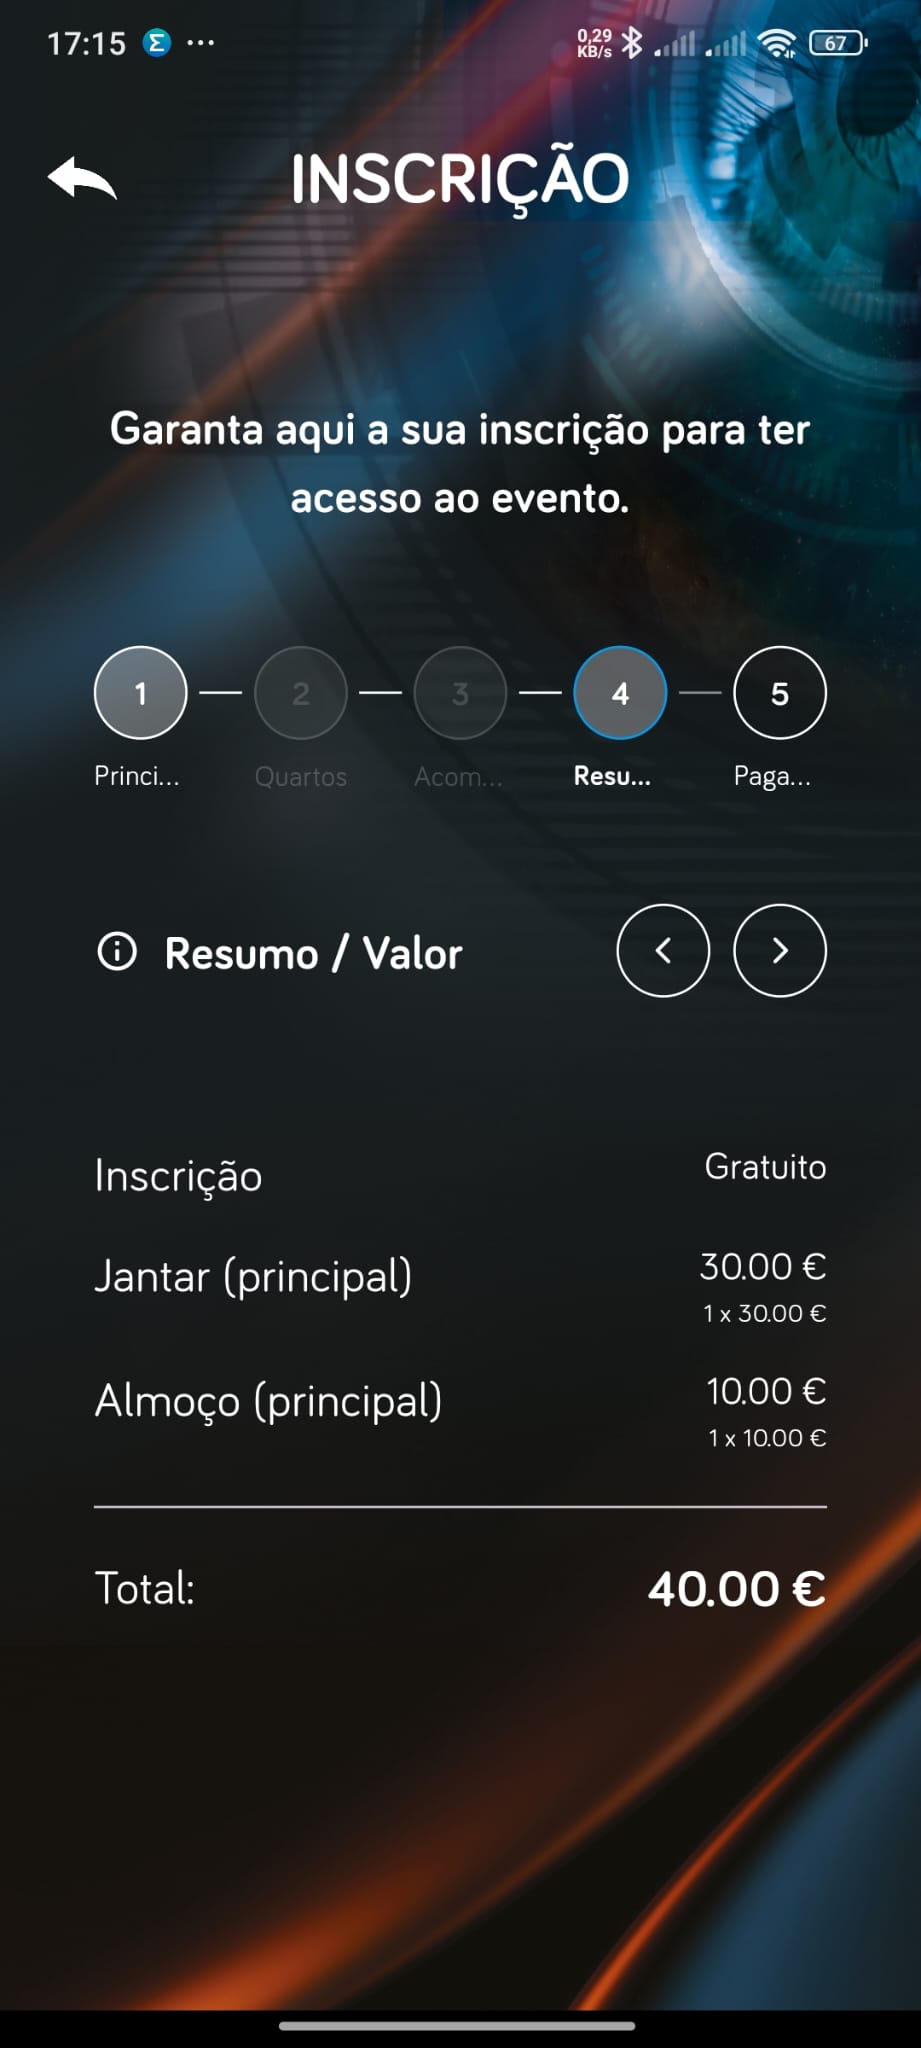 17:15 Σ ... 0,29 KB/s 67
INSCRIÇÃO
Garanta aqui a sua inscrição para ter
acesso ao evento.
1 2 3 4 5
Princi... Quartos Acom... Resu... Paga...
Resumo / Valor
Inscrição Gratuito
Jantar (principal) 30.00 €
1 x 30.00 €
Almoço (principal) 10.00 €
1 x 10.00 €
Total: 40.00 €